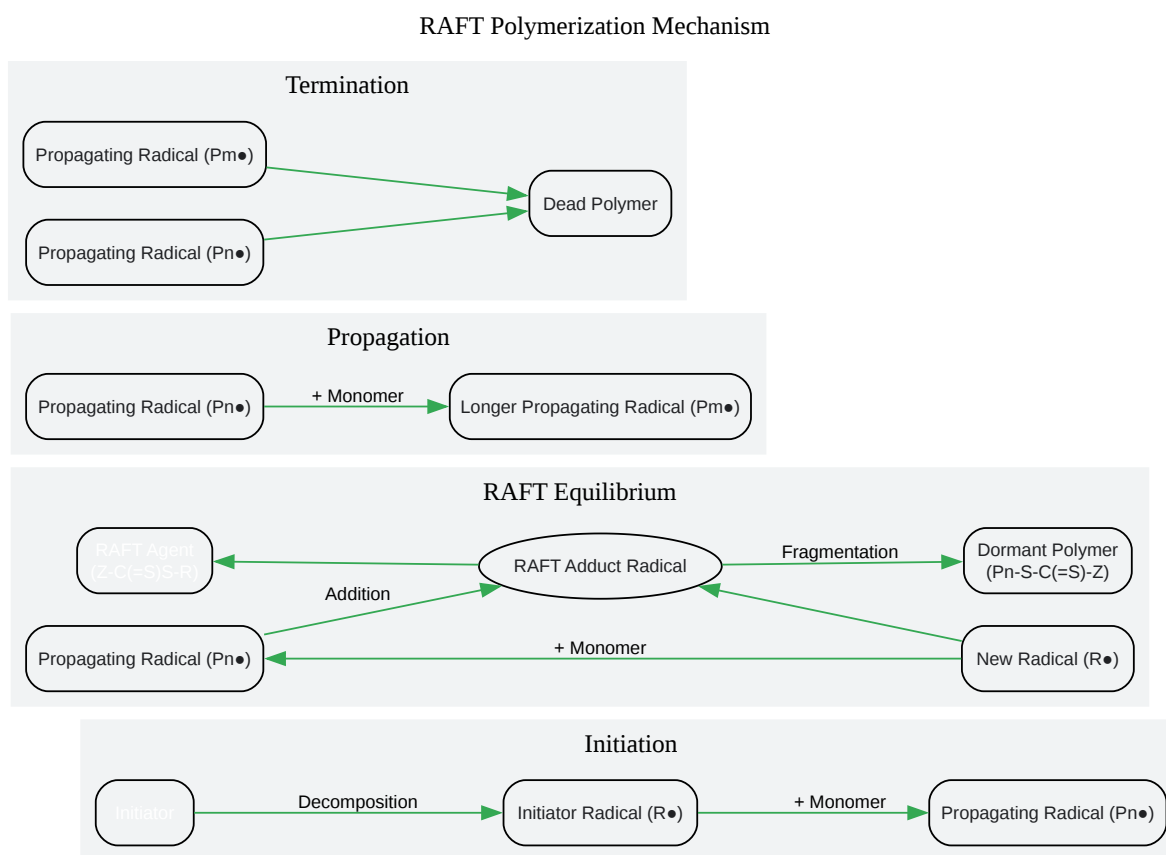 RAFT Polymerization Mechanism
Termination
Propagating Radical (Pm●)
Dead Polymer
Propagating Radical (Pn●)
Propagation
Propagating Radical (Pn●)
+ Monomer
Longer Propagating Radical (Pm●)
RAFT Equilibrium
RAFT Agent
(Z-C(=S)S-R)
RAFT Adduct Radical
Fragmentation
Dormant Polymer
(Pn-S-C(=S)-Z)
Addition
Propagating Radical (Pn●)
+ Monomer
New Radical (R●)
Initiation
Initiator
Decomposition
Initiator Radical (R●)
+ Monomer
Propagating Radical (Pn●)